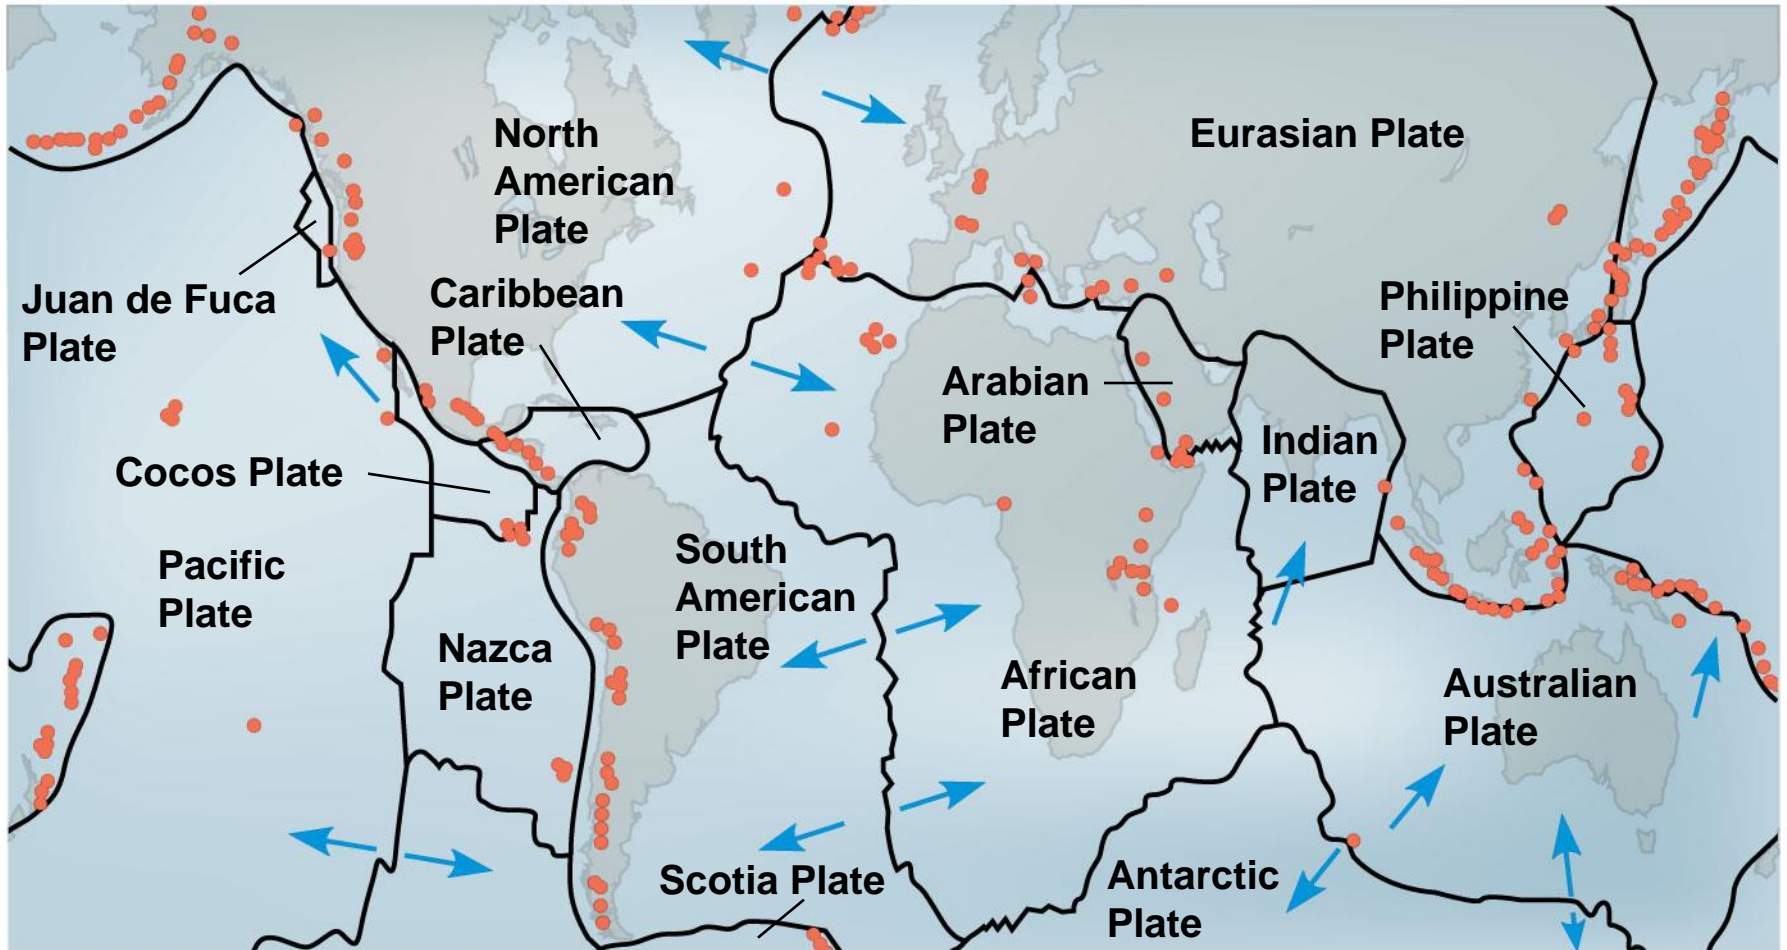 North
American
Plate
Eurasian Plate
Juan de Fuca
Plate
Caribbean
Plate
Philippine
Plate
Arabian
Plate
Indian
Plate
Cocos Plate
Pacific
Plate
South
American
Plate
Nazca
Plate
African
Plate
Australian
Plate
Scotia Plate
Antarctic
Plate